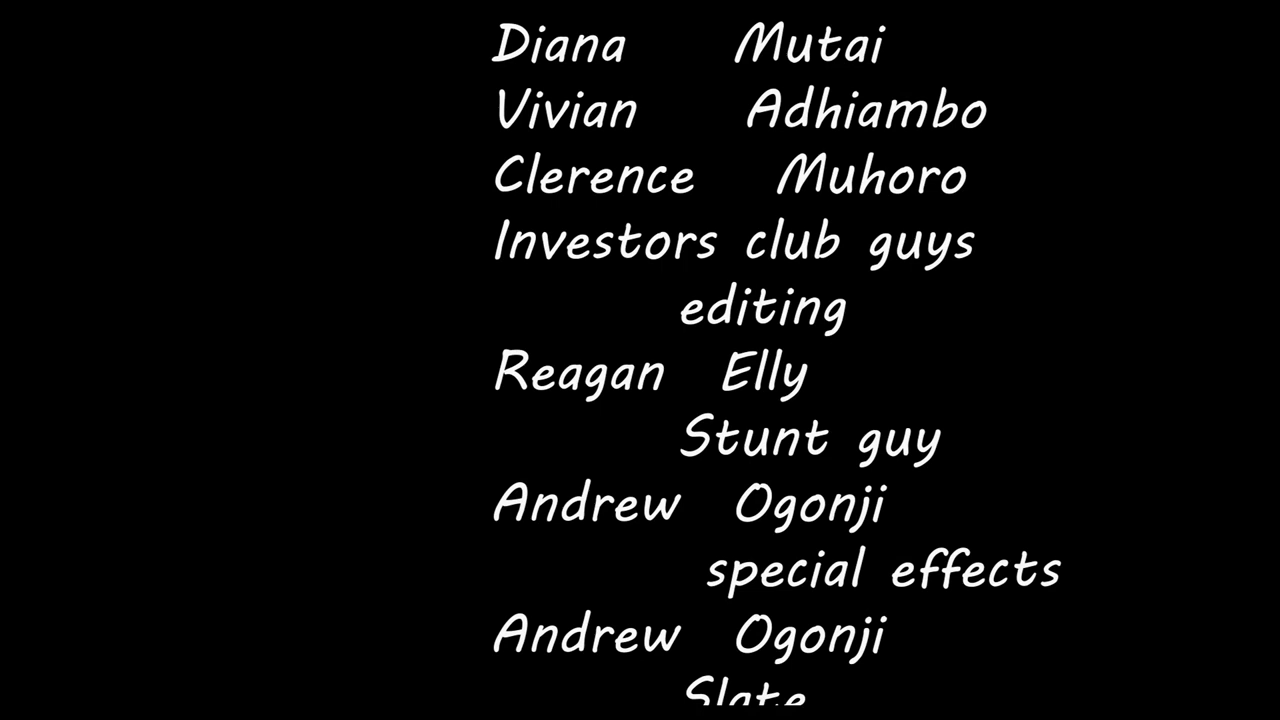 Diana Mutai
Vivian Adhiambo
Clerence Muhoro
Investors club guys
editing
Reagan Elly
Stunt guy
Andrew Ogonji
special effects
Andrew Ogonji
Slate